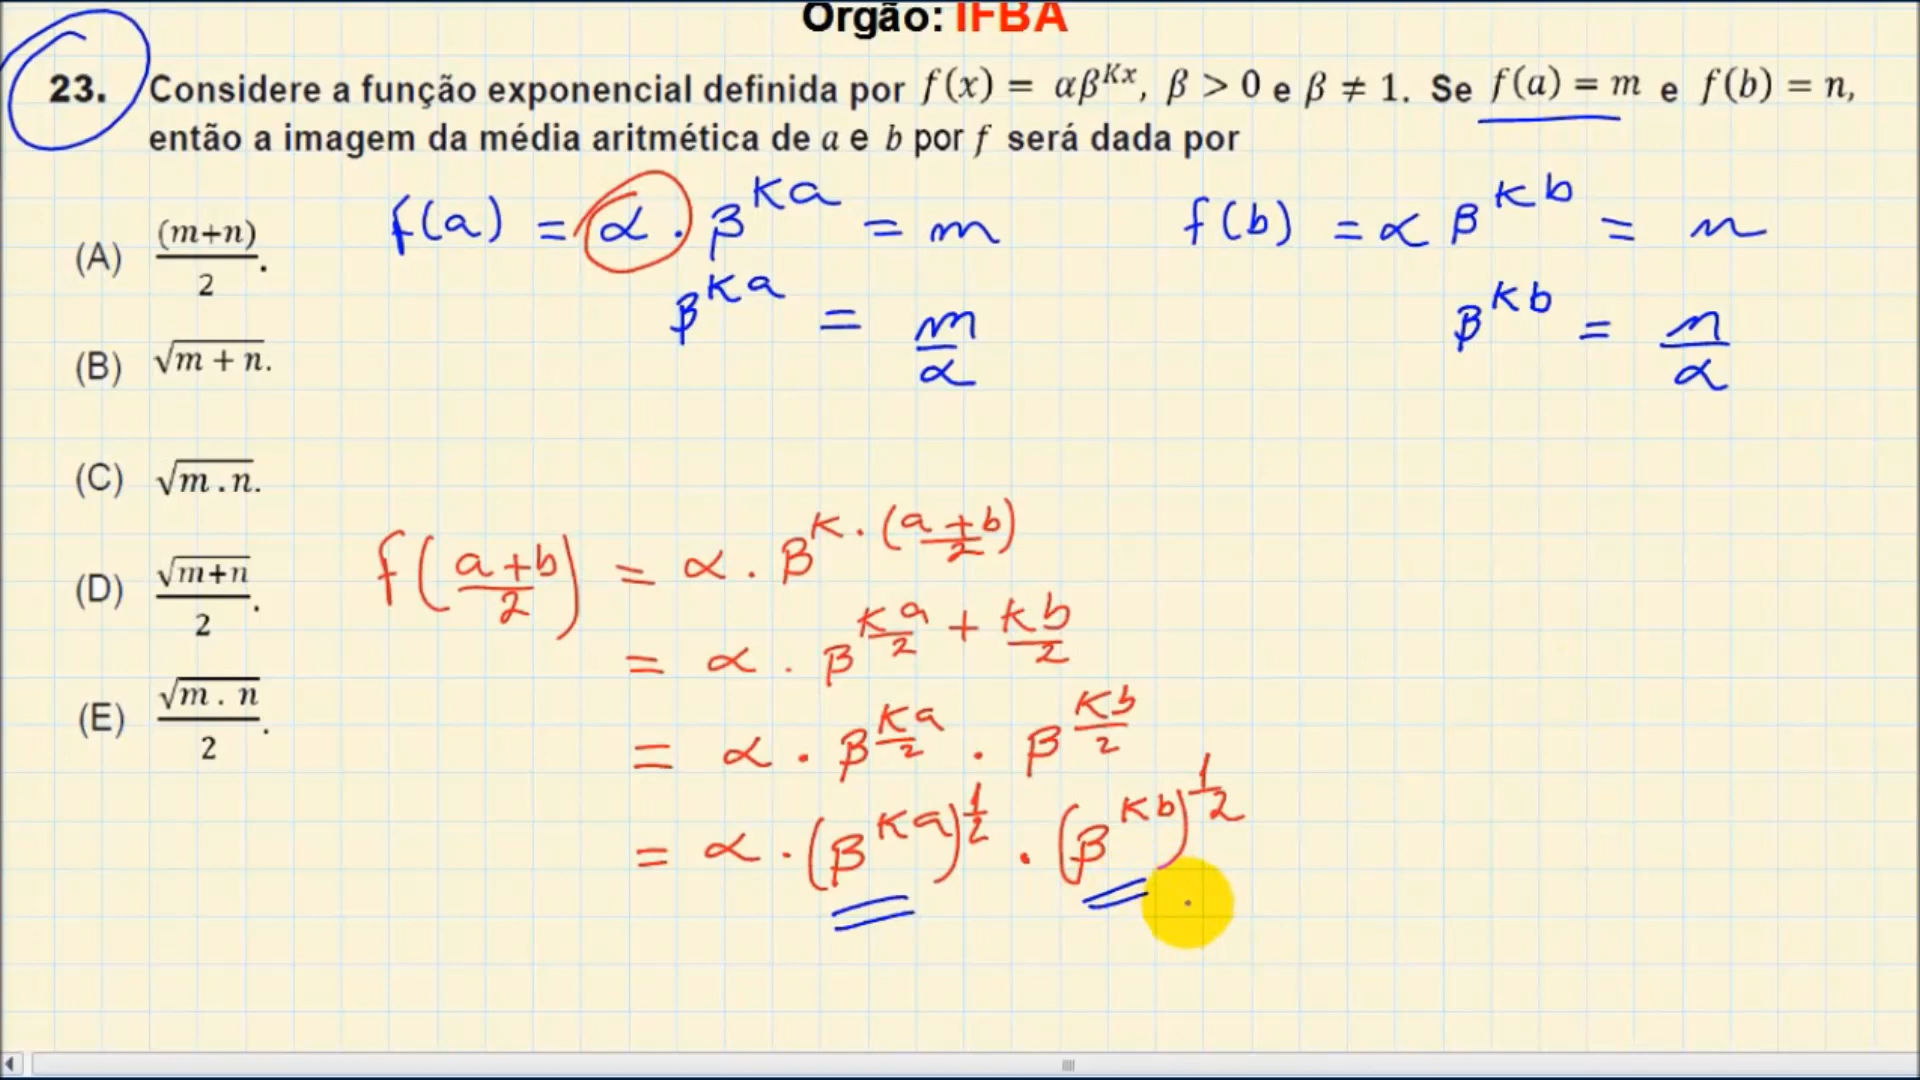 Órgão: IFBA
23. Considere a função exponencial definida por f(x) = αβ^{Kx}, β > 0 e β ≠ 1. Se f(a) = m e f(b) = n,
então a imagem da média aritmética de a e b por f será dada por
f(a) = α . β^{Ka} = m
f(b) = α β^{Kb} = n
β^{Ka} = m/α
β^{Kb} = n/α
(A) (m+n)/2.
(B) √(m + n).
(C) √(m . n).
(D) √(m+n)/2.
(E) √(m . n)/2.
f((a+b)/2) = α . β^{K . ((a+b)/2)}
= α . β^{Ka/2 + Kb/2}
= α . β^{Ka/2} . β^{Kb/2}
= α . (β^{Ka})^{1/2} . (β^{Kb})^{1/2}